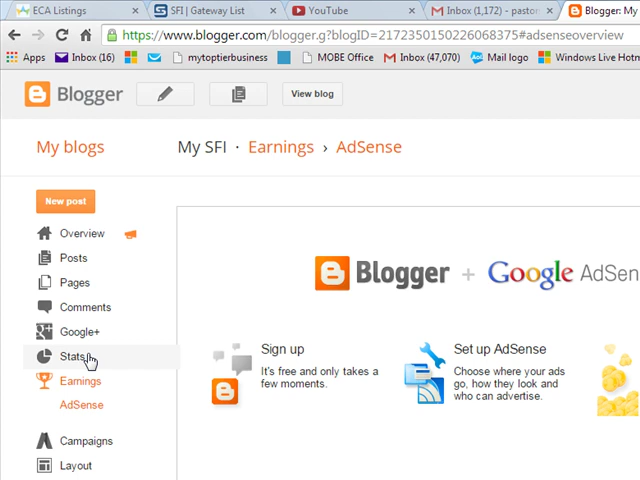 ECA Listings
SFI | Gateway List
YouTube
Inbox (1,172) - pastor
Blogger: My
https://www.blogger.com/blogger.g?blogID=2172350150226068375#adsenseoverview
Apps
Inbox (16)
mytoptierbusiness
MOBE Office
Inbox (47,070)
Mail logo
Windows Live Hotm
Blogger
View blog
My blogs
My SFI · Earnings › AdSense
New post
Overview
Posts
Pages
Comments
Google+
Stats
Earnings
AdSense
Campaigns
Layout
Blogger + Google AdSen
Sign up
It's free and only takes a
few moments.
Set up AdSense
Choose where your ads
go, how they look and
who can advertise.